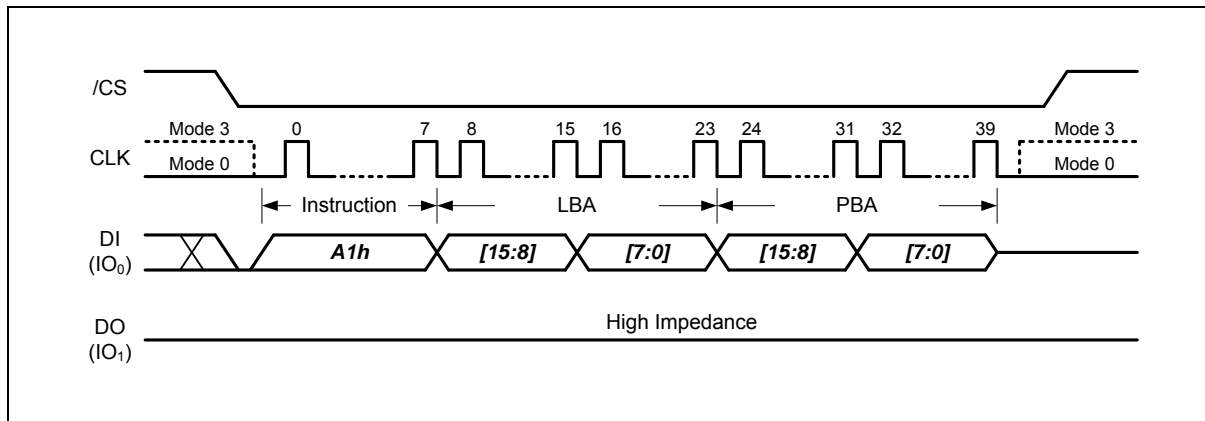 /CS
Mode 3 0 7 8 15 16 23 24 31 32 39 Mode 3
CLK Mode 0 Mode 0
Instruction LBA PBA
DI A1h [15:8] [7:0] [15:8] [7:0]
(IO₀)
High Impedance
DO
(IO₁)